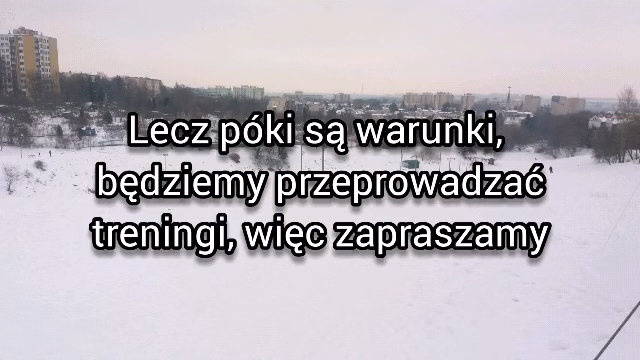 Lecz póki są warunki,
będziemy przeprowadzać
treningi, więc zapraszamy